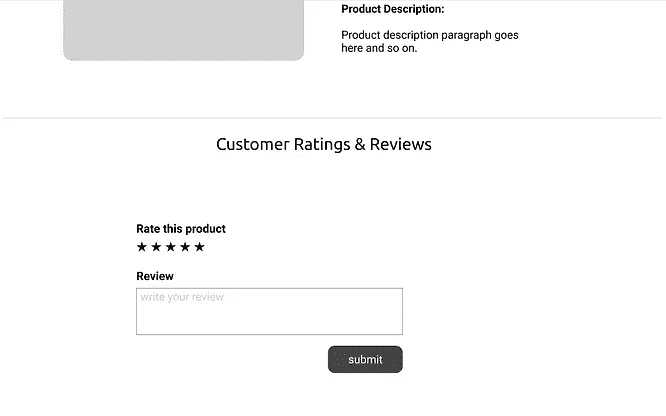 Product Description:
Product description paragraph goes
here and so on.
Customer Ratings & Reviews
Rate this product
★ ★ ★ ★ ★
Review
write your review
submit